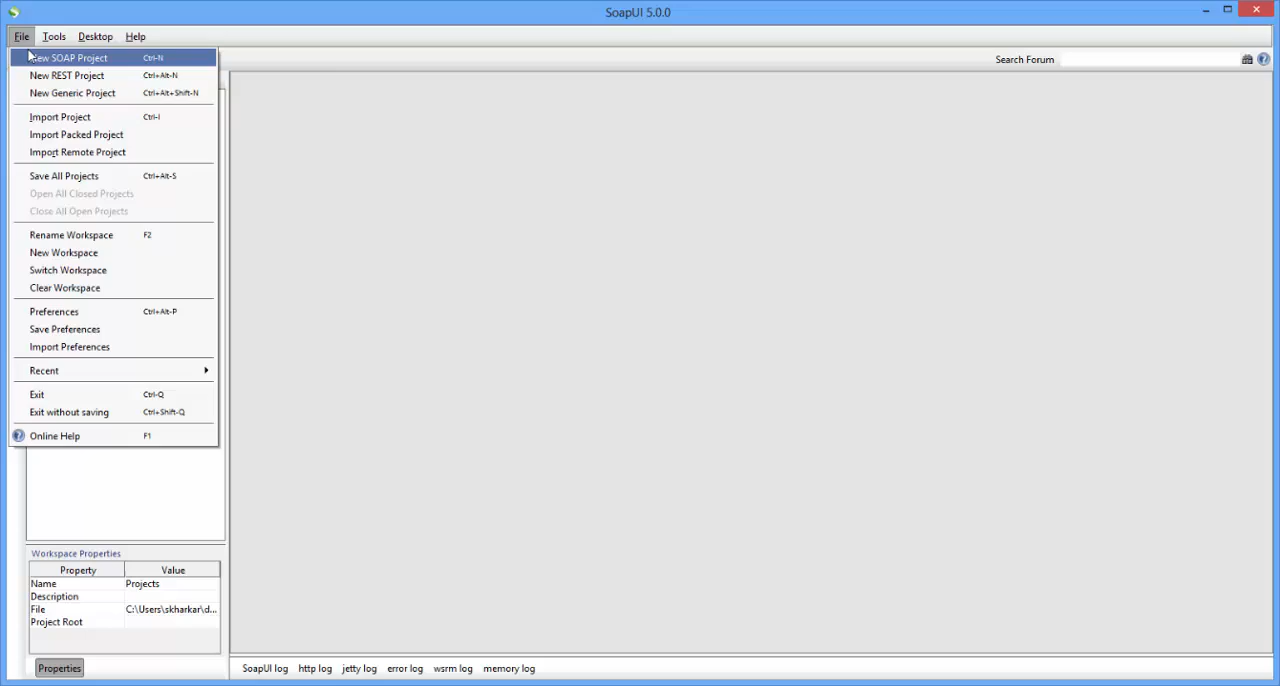 SoapUI 5.0.0
File Tools Desktop Help
New SOAP Project Ctrl-N
Search Forum
New REST Project Ctrl+Alt-N
New Generic Project Ctrl+Alt+Shift-N
Import Project Ctrl-I
Import Packed Project
Import Remote Project
Save All Projects Ctrl+Alt-S
Open All Closed Projects
Close All Open Projects
Rename Workspace F2
New Workspace
Switch Workspace
Clear Workspace
Preferences Ctrl+Alt-P
Save Preferences
Import Preferences
Recent
Exit Ctrl-Q
Exit without saving Ctrl+Shift-Q
Online Help F1
Workspace Properties
Property Value
Name Projects
Description
File C:\Users\skharkar\d...
Project Root
Properties
SoapUI log http log jetty log error log wsrm log memory log